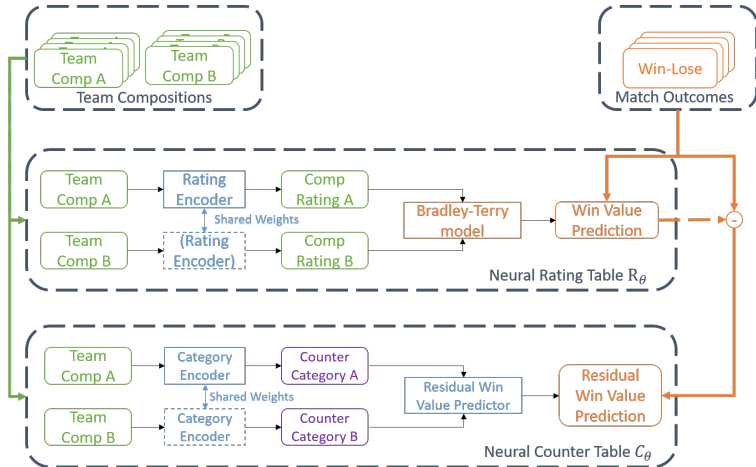 Team
Comp A
Team
Comp B
Team Compositions
Win-Lose
Match Outcomes
Team
Comp A
Rating
Encoder
Comp
Rating A
Shared Weights
Bradley-Terry
model
Win Value
Prediction
-
Team
Comp B
(Rating
Encoder)
Comp
Rating B
Neural Rating Table Rθ
Team
Comp A
Category
Encoder
Counter
Category A
Shared Weights
Residual Win
Value Predictor
Residual
Win Value
Prediction
Team
Comp B
Category
Encoder
Counter
Category B
Neural Counter Table Cθ